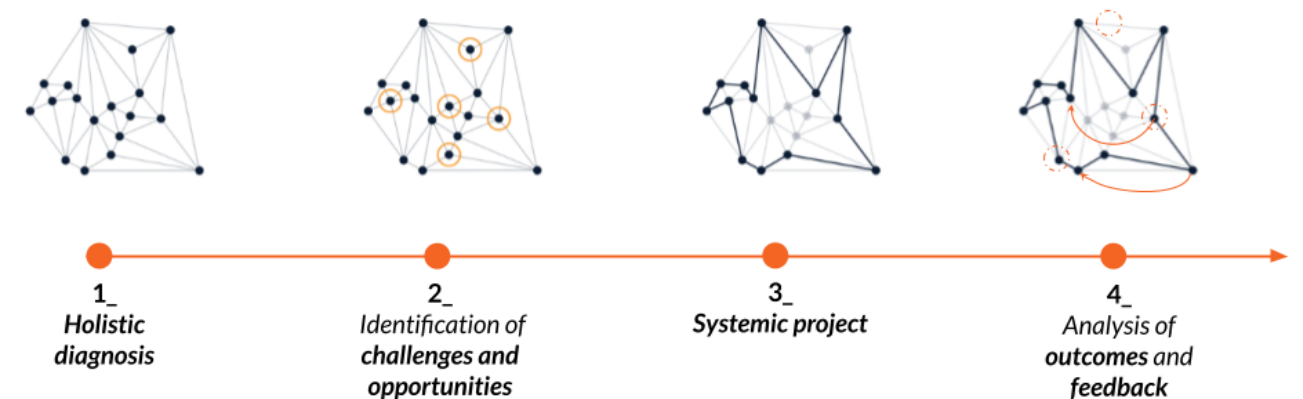 1_
Holistic
diagnosis
2_
Identification of
challenges and
opportunities
3_
Systemic project
4_
Analysis of
outcomes and
feedback